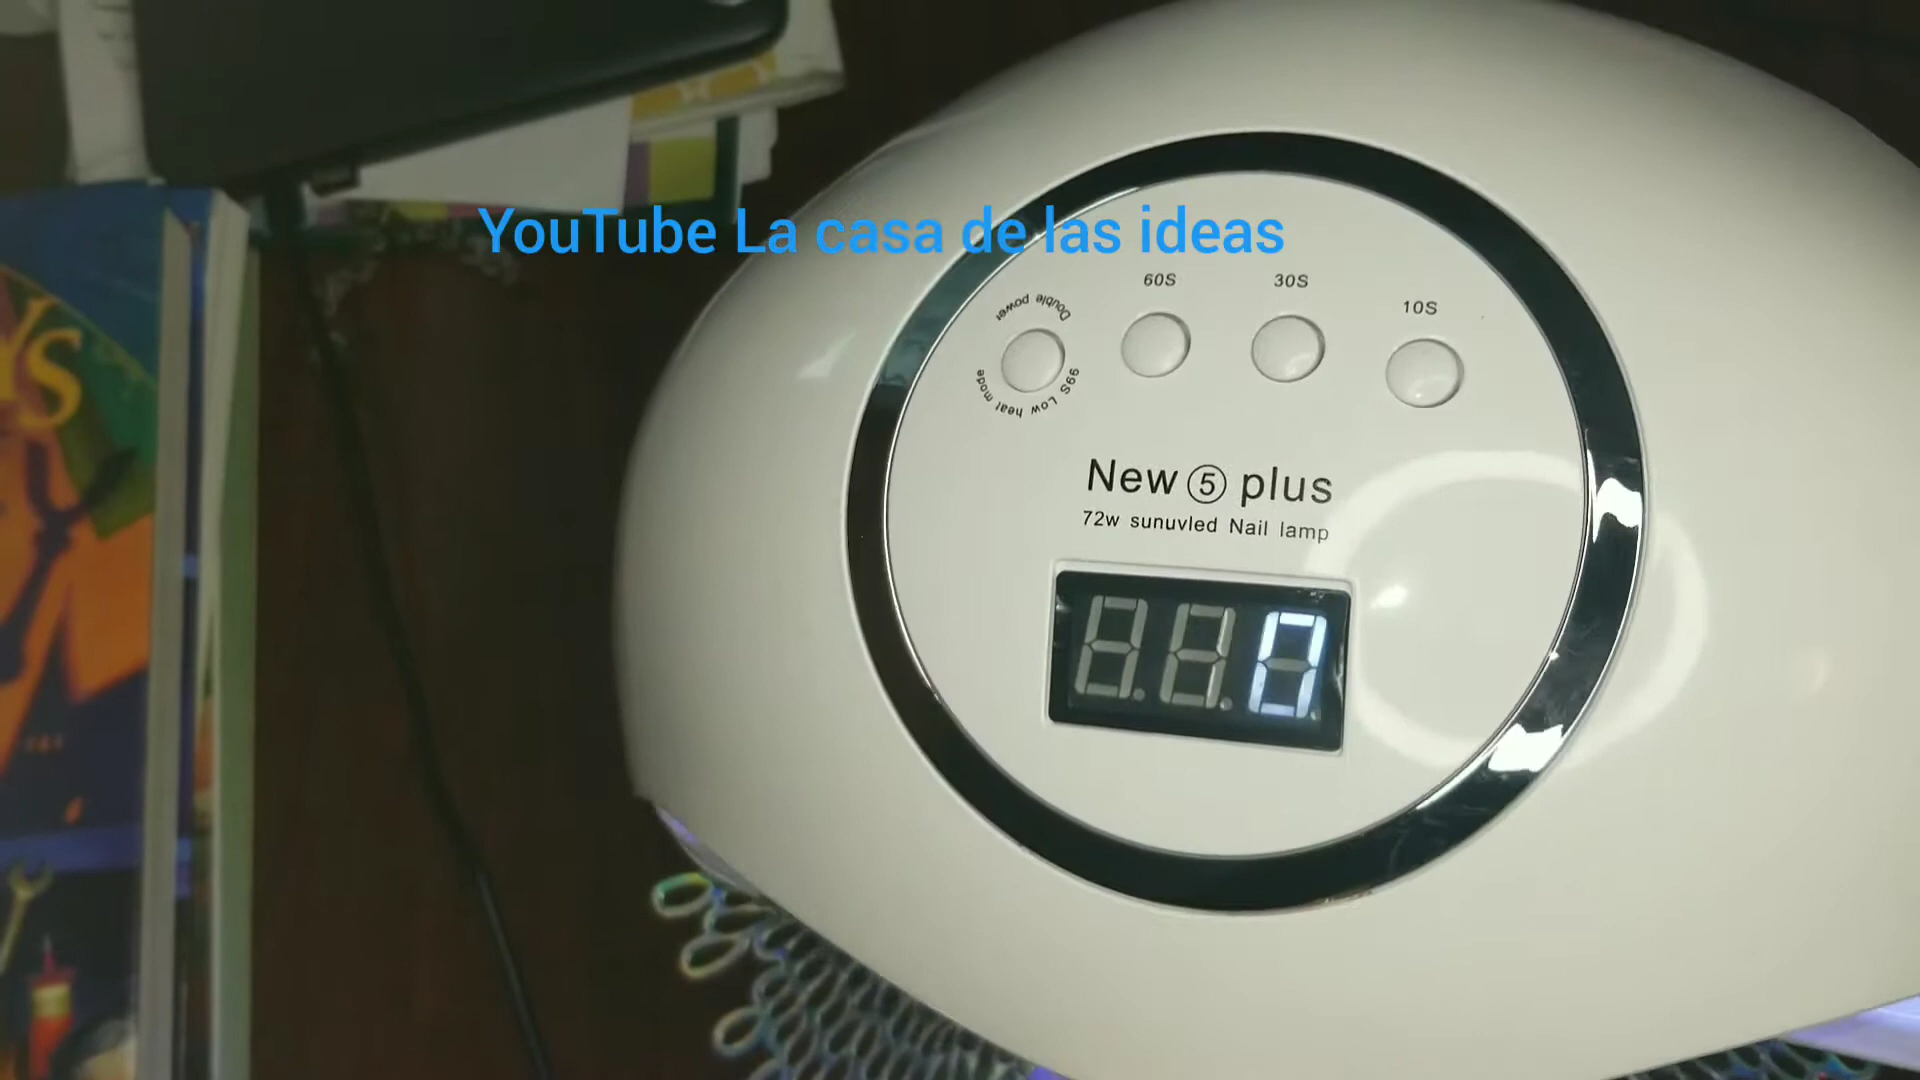 YouTube La casa de las ideas
60S
30S
10S
Double power
99S Low heat mode
New ⑤ plus
72w sunuvled Nail lamp
0